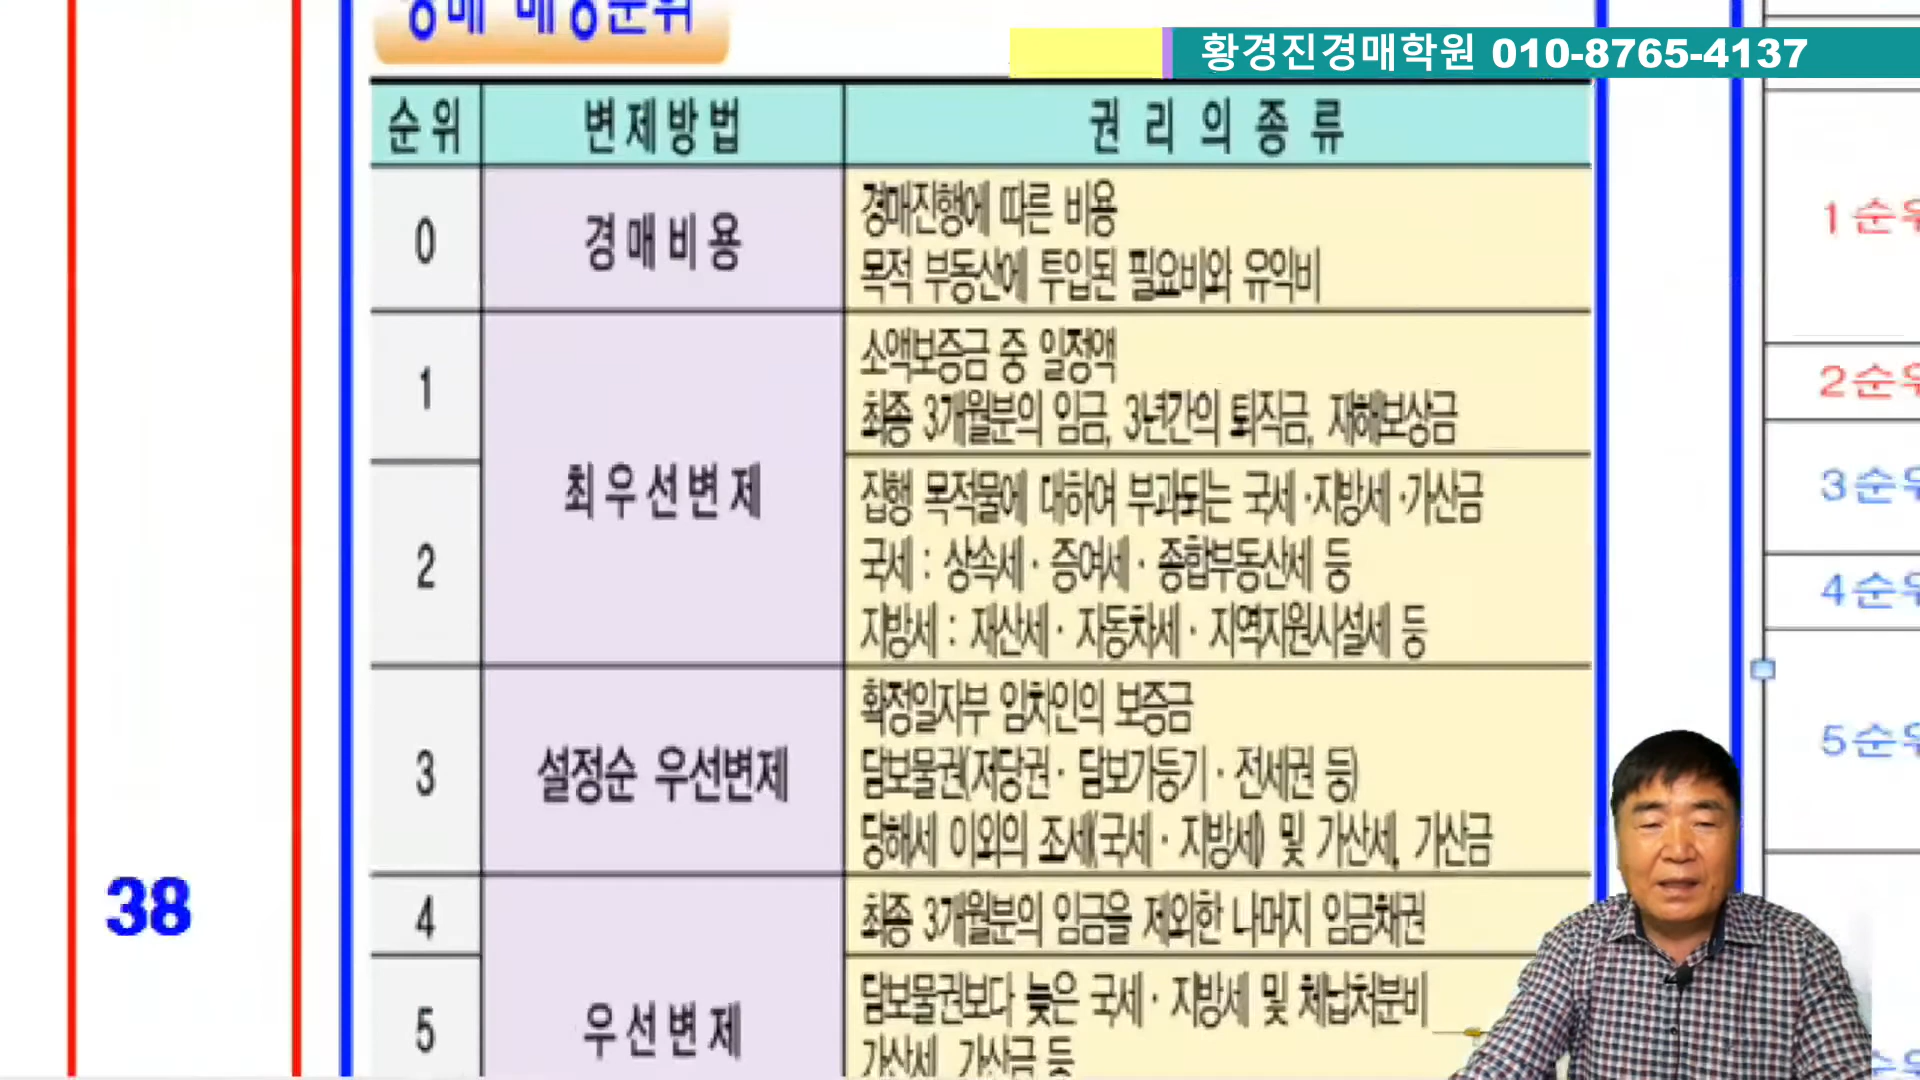 경매 배당순위
황경진경매학원 010-8765-4137
순위 변제방법 권리의종류
0 경매비용 경매진행에 따른 비용
목적 부동산에 투입된 필요비와 유익비
1 소액보증금 중 일정액
최종 3개월분의 임금, 3년간의 퇴직금, 재해보상금
최우선변제
2 집행 목적물에 대하여 부과되는 국세·지방세·가산금
국세 : 상속세· 증여세· 종합부동산세 등
지방세 : 재산세· 자동차세· 지역자원시설세 등
3 설정순 우선변제 확정일자부 임차인의 보증금
담보물권(저당권· 담보가등기· 전세권 등)
당해세 이외의 조세(국세· 지방세) 및 가산세, 가산금
4 최종 3개월분의 임금을 제외한 나머지 임금채권
5 우선변제 담보물권보다 늦은 국세· 지방세 및 체납처분비
가산세, 가산금 등
38
1순위
2순위
3순위
4순위
5순위